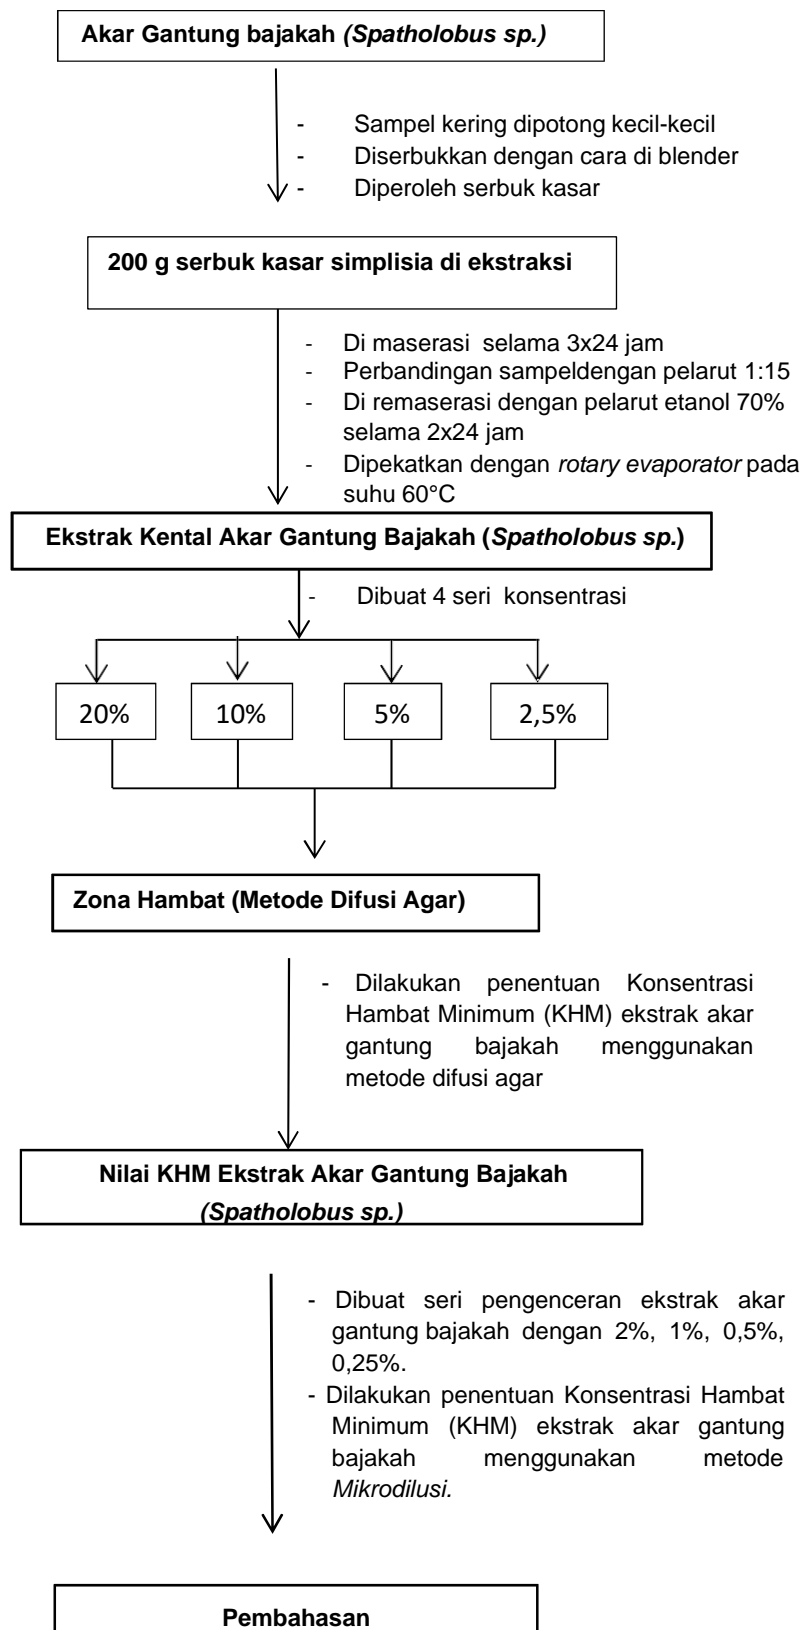 Akar Gantung bajakah (Spatholobus sp.)
- Sampel kering dipotong kecil-kecil
- Diserbukkan dengan cara di blender
- Diperoleh serbuk kasar
200 g serbuk kasar simplisia di ekstraksi
- Di maserasi selama 3x24 jam
- Perbandingan sampeldengan pelarut 1:15
- Di remaserasi dengan pelarut etanol 70%
selama 2x24 jam
- Dipekatkan dengan rotary evaporator pada
suhu 60°C
Ekstrak Kental Akar Gantung Bajakah (Spatholobus sp.)
- Dibuat 4 seri konsentrasi
20% 10% 5% 2,5%
Zona Hambat (Metode Difusi Agar)
- Dilakukan penentuan Konsentrasi
Hambat Minimum (KHM) ekstrak akar
gantung bajakah menggunakan
metode difusi agar
Nilai KHM Ekstrak Akar Gantung Bajakah
(Spatholobus sp.)
- Dibuat seri pengenceran ekstrak akar
gantung bajakah dengan 2%, 1%, 0,5%,
0,25%.
- Dilakukan penentuan Konsentrasi Hambat
Minimum (KHM) ekstrak akar gantung
bajakah menggunakan metode
Mikrodilusi.
Pembahasan